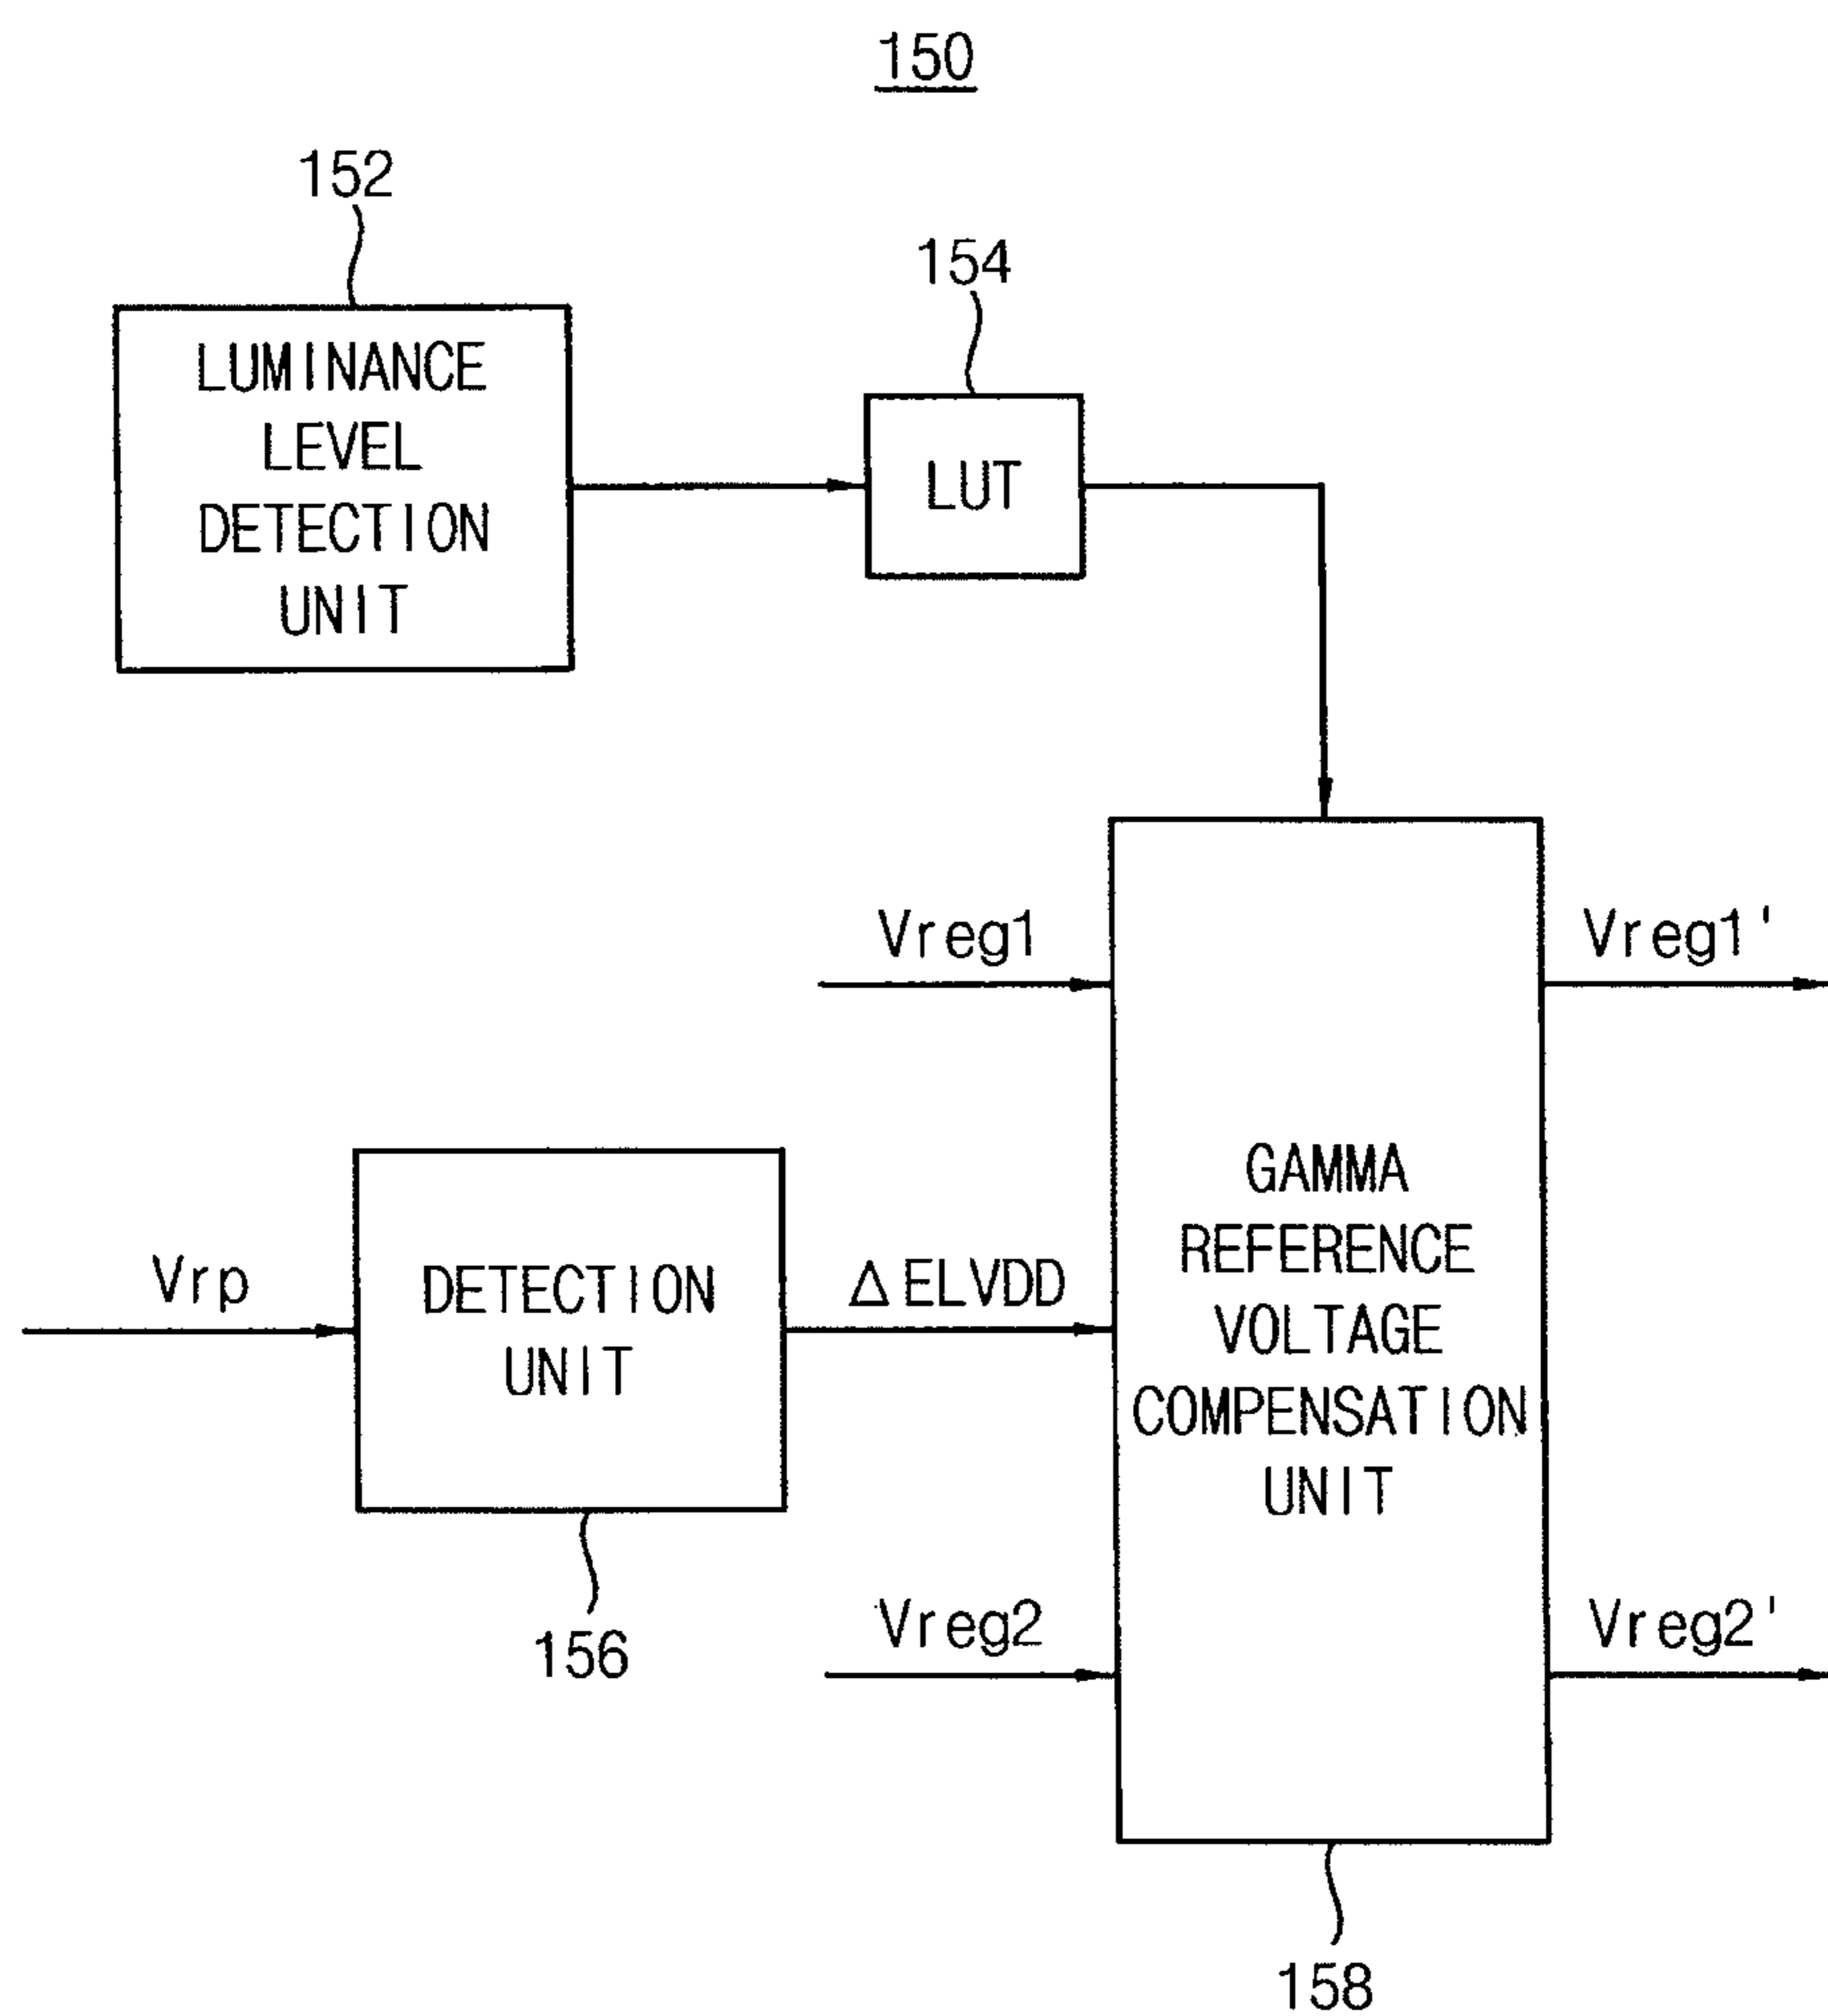 150
152
154
LUMINANCE
LEVEL
DETECTION
UNIT
LUT
Vreg1
Vreg1'
GAMMA
REFERENCE
VOLTAGE
COMPENSATION
UNIT
Vrp
DETECTION
UNIT
ΔELVDD
156
Vreg2
Vreg2'
158